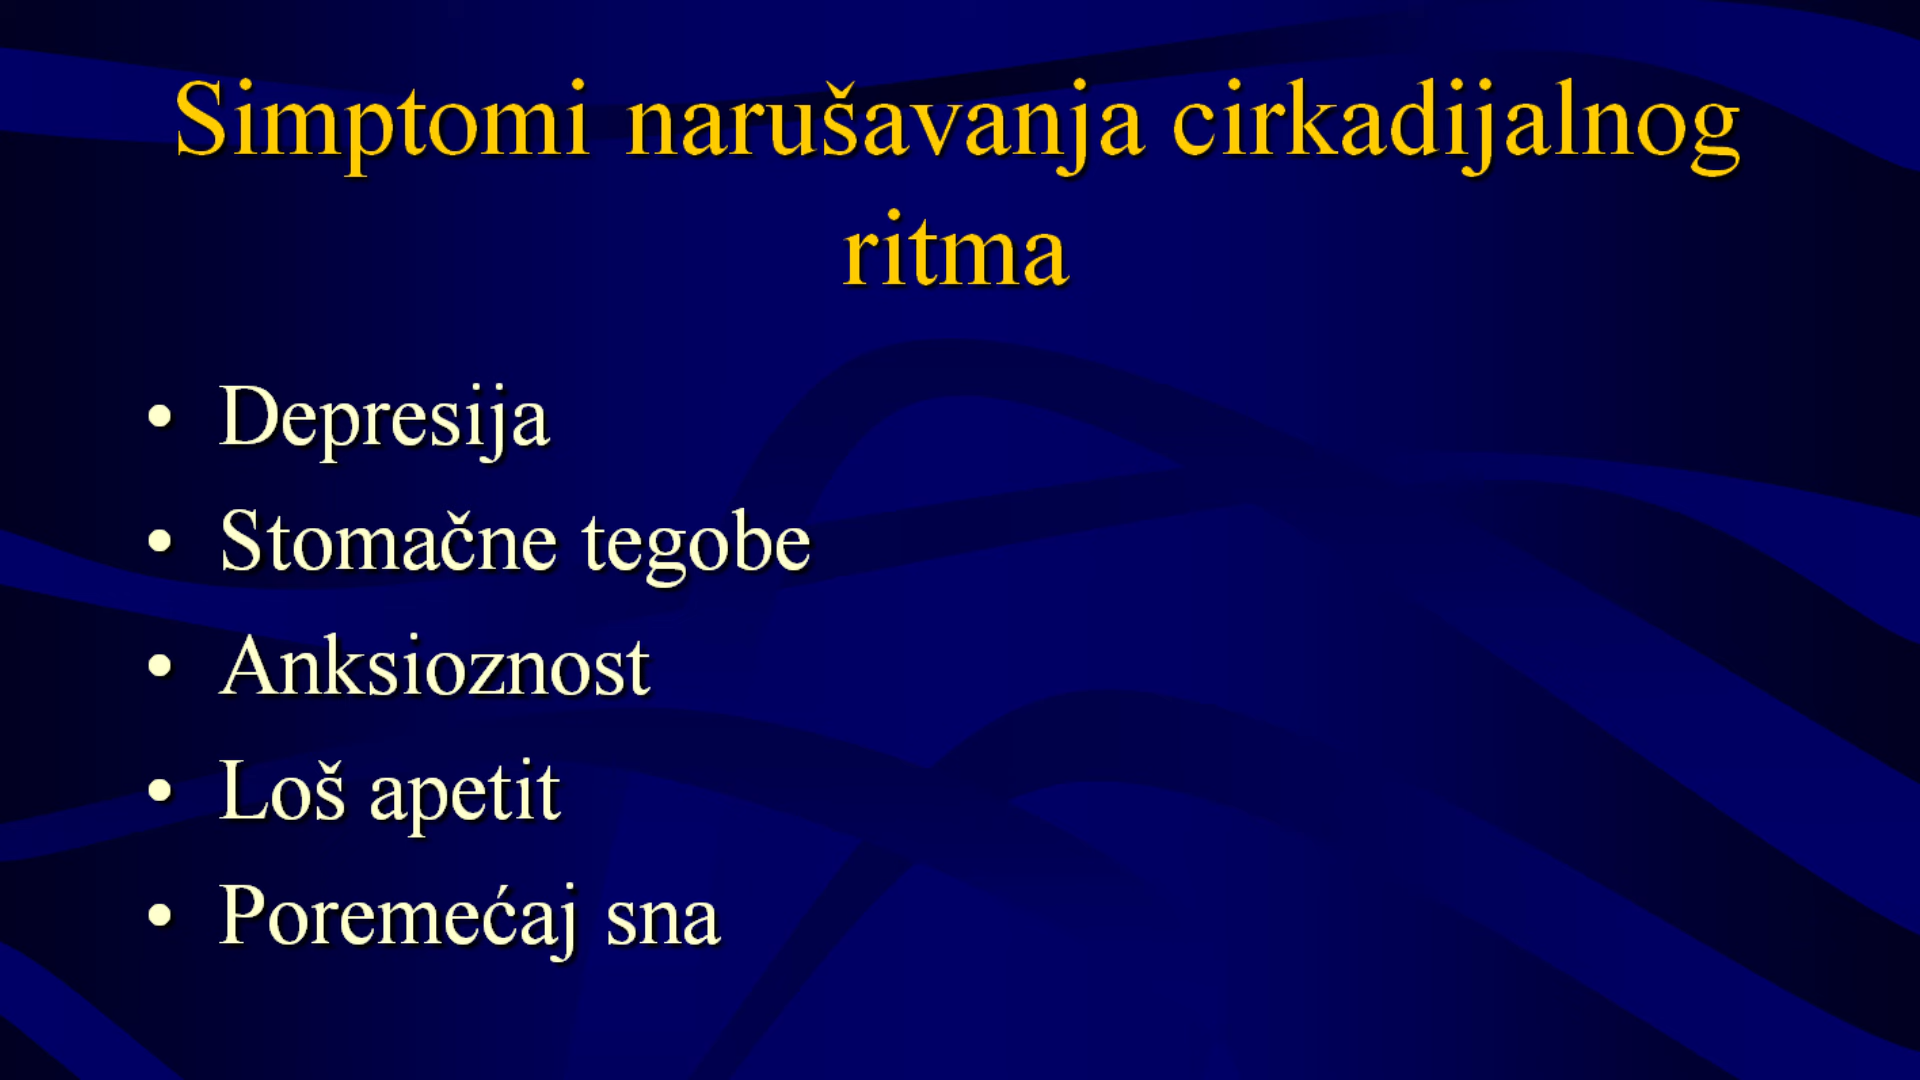 Simptomi narušavanja cirkadijalnog
ritma
• Depresija
• Stomačne tegobe
• Anksioznost
• Loš apetit
• Poremećaj sna